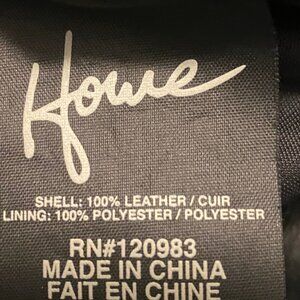 Howe
SHELL: 100% LEATHER / CUIR
LINING: 100% POLYESTER / POLYESTER
RN#120983
MADE IN CHINA
FAIT EN CHINE